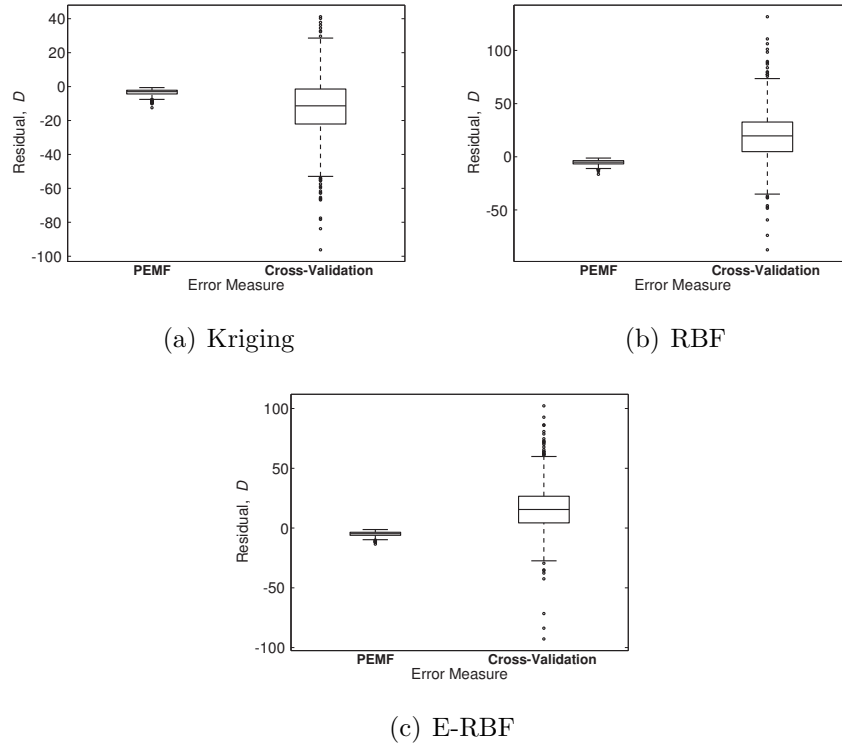 40
20
0
-20
-40
-60
-80
-100
Residual, D
PEMF Cross-Validation
Error Measure
(a) Kriging
100
50
0
-50
Residual, D
PEMF Cross-Validation
Error Measure
(b) RBF
100
50
0
-50
-100
Residual, D
PEMF Cross-Validation
Error Measure
(c) E-RBF